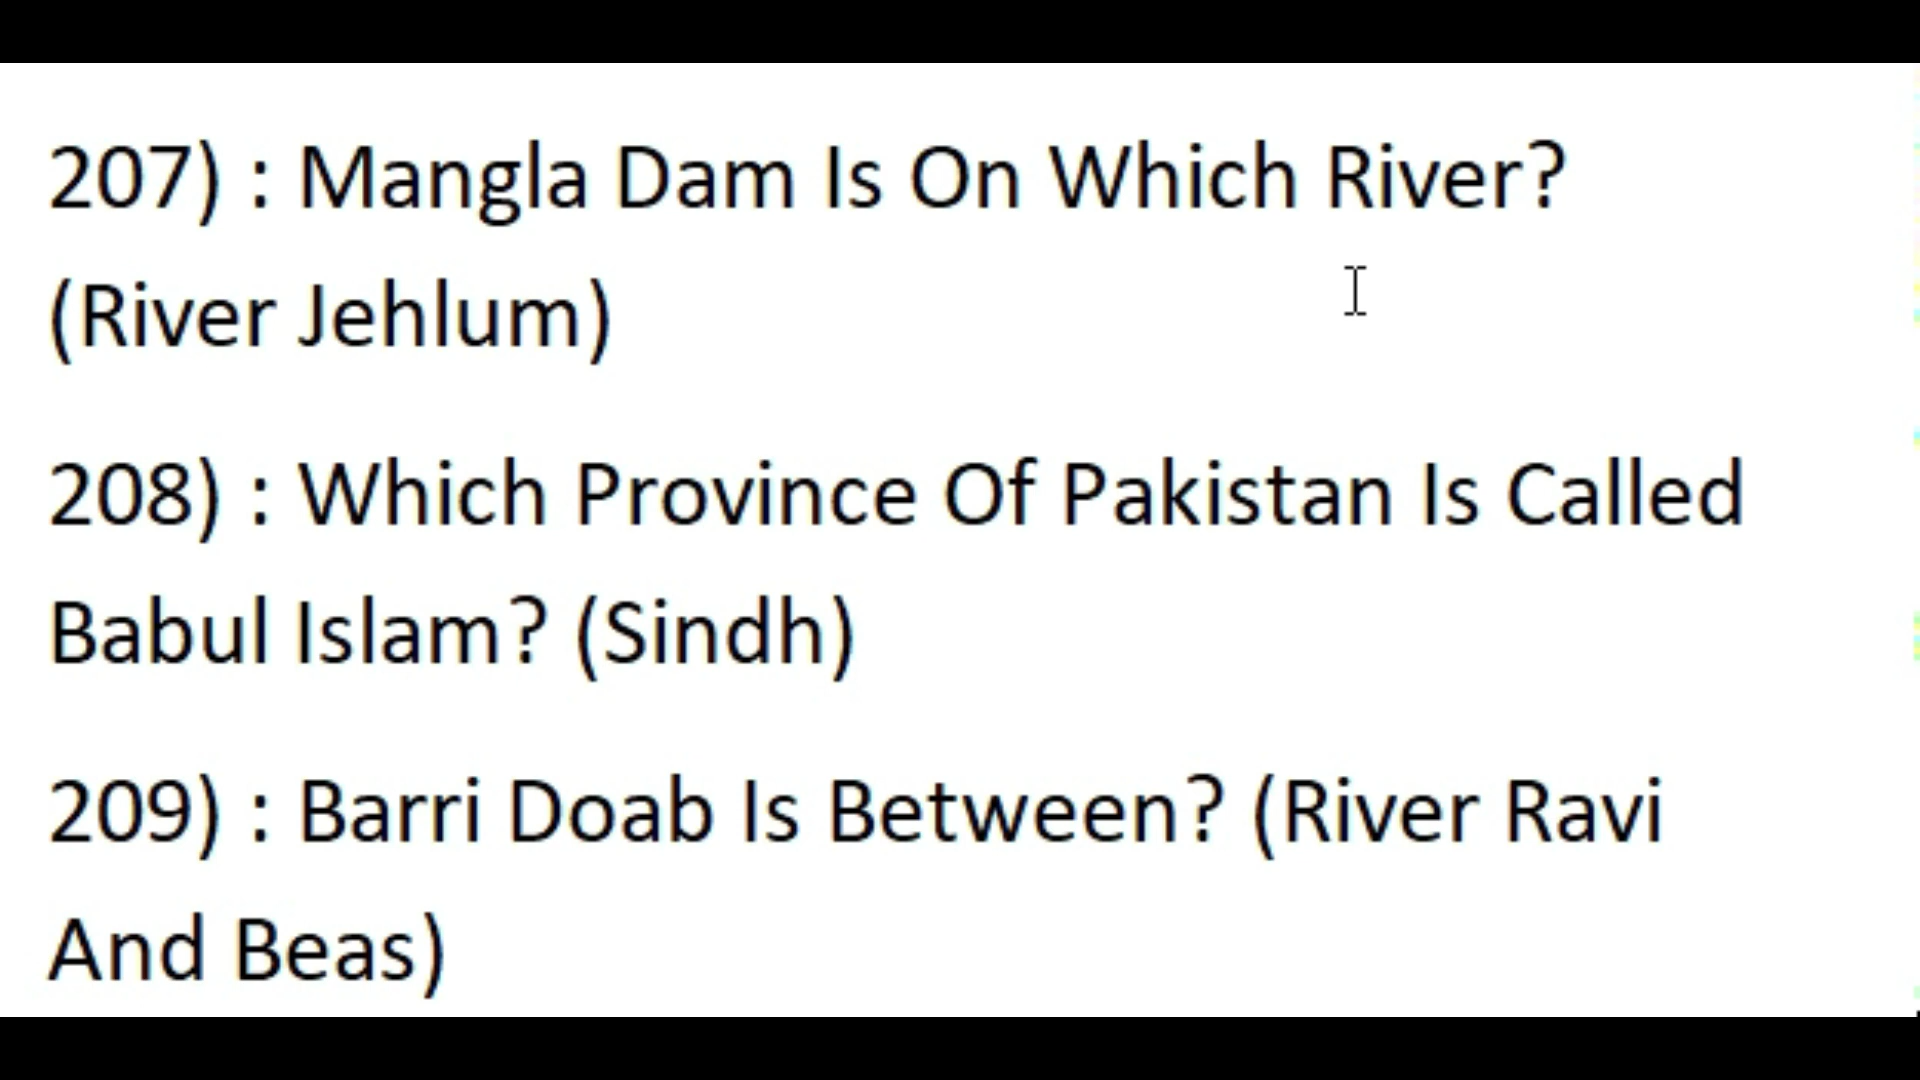 207) : Mangla Dam Is On Which River?
(River Jehlum)
208) : Which Province Of Pakistan Is Called
Babul Islam? (Sindh)
209) : Barri Doab Is Between? (River Ravi
And Beas)